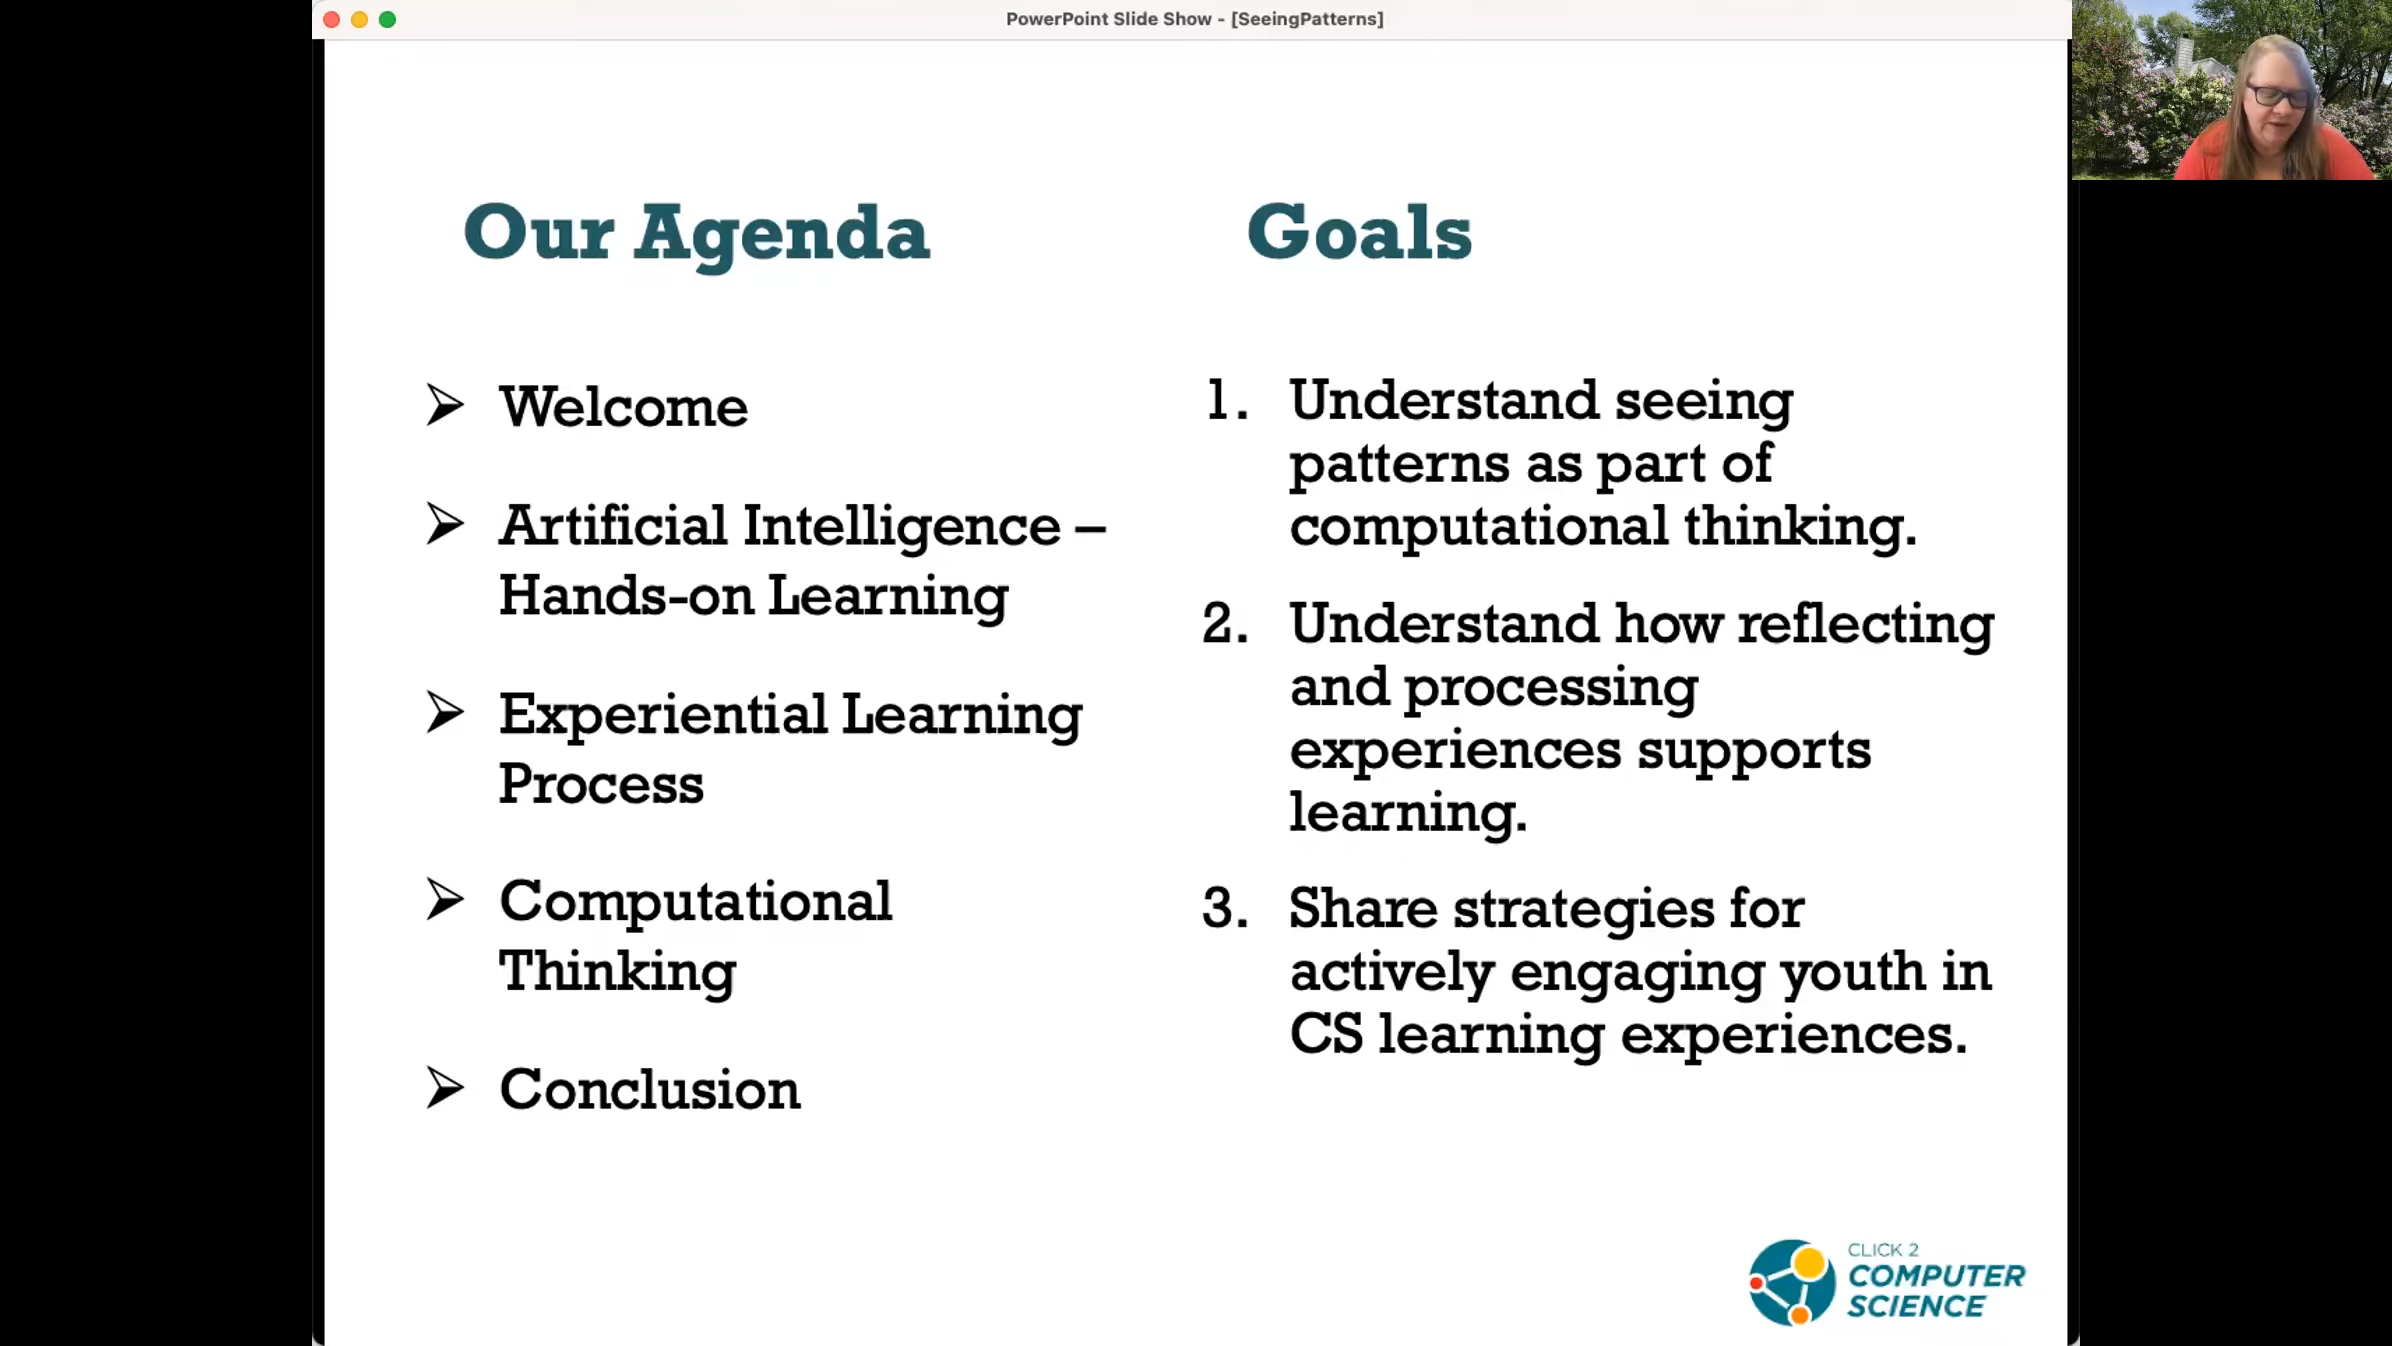 PowerPoint Slide Show - [SeeingPatterns]
Our Agenda
Welcome
Artificial Intelligence –
Hands-on Learning
Experiential Learning
Process
Computational
Thinking
Conclusion
Goals
1. Understand seeing
patterns as part of
computational thinking.
2. Understand how reflecting
and processing
experiences supports
learning.
3. Share strategies for
actively engaging youth in
CS learning experiences.
CLICK 2
COMPUTER
SCIENCE